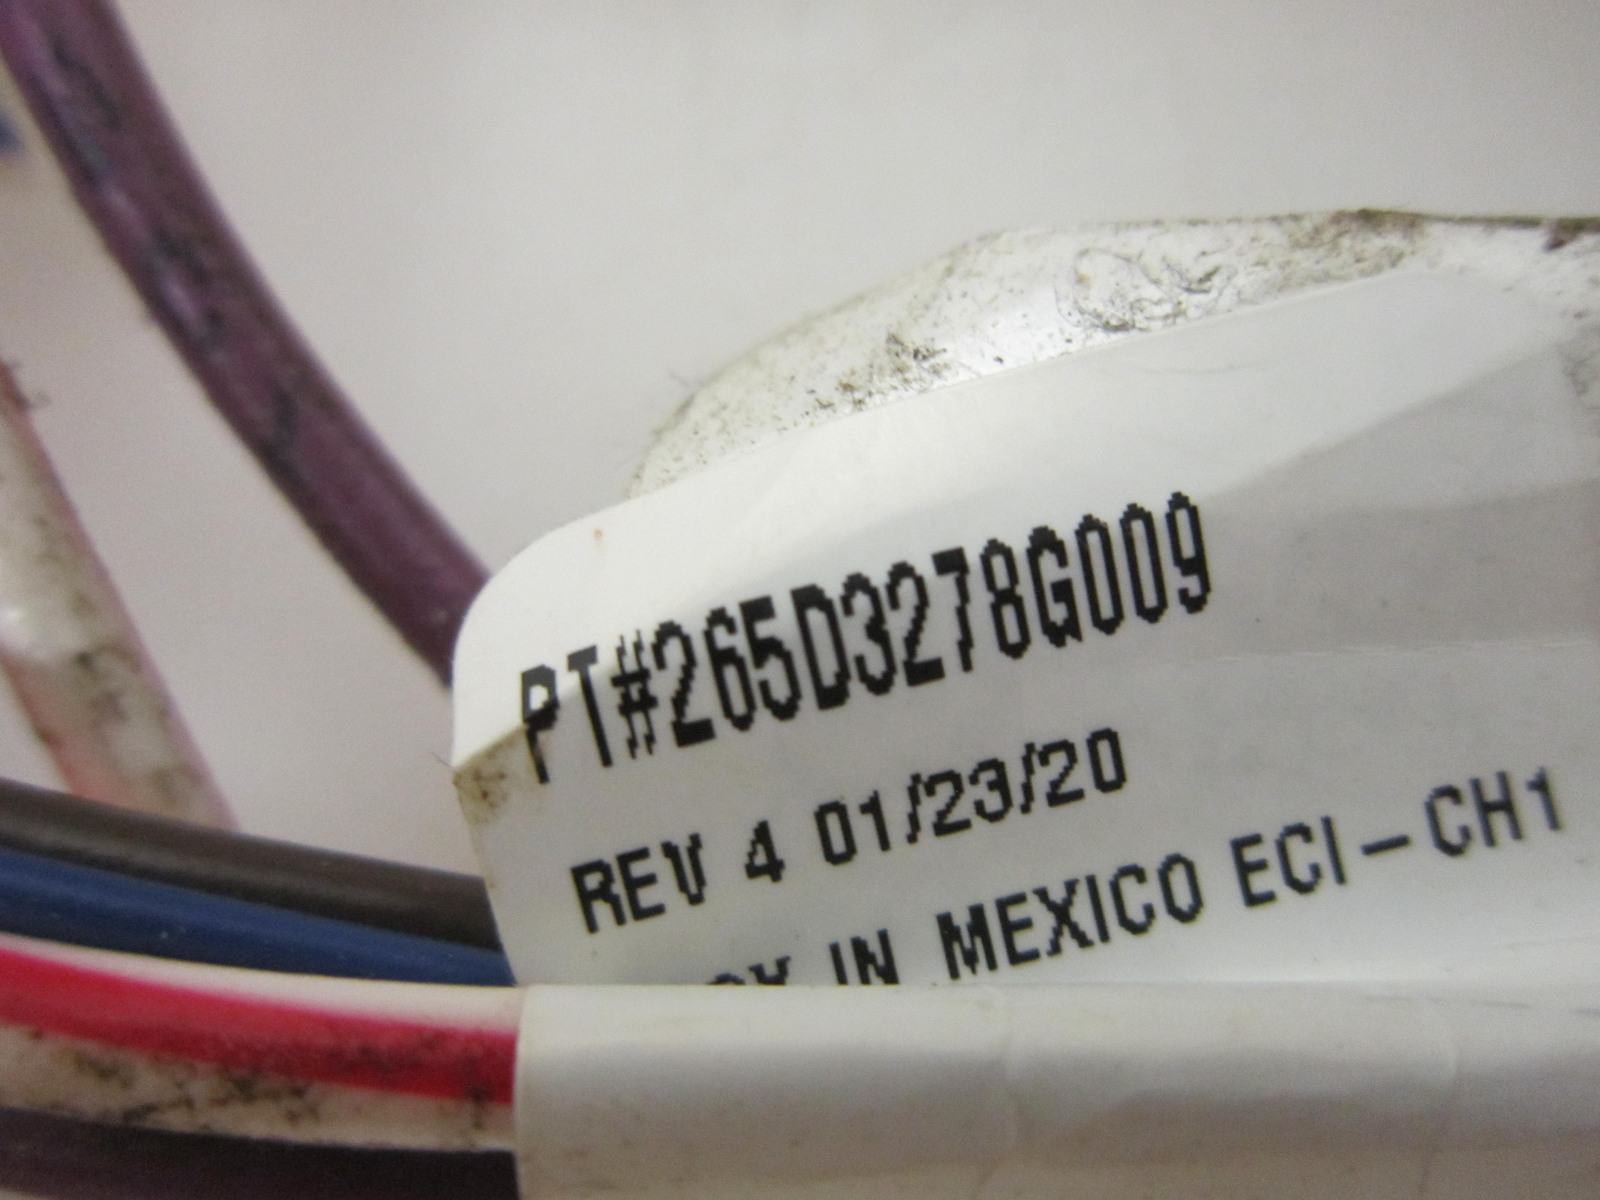 PT#265D3278G009
REV 4 01/23/20
IN MEXICO ECI-CH1